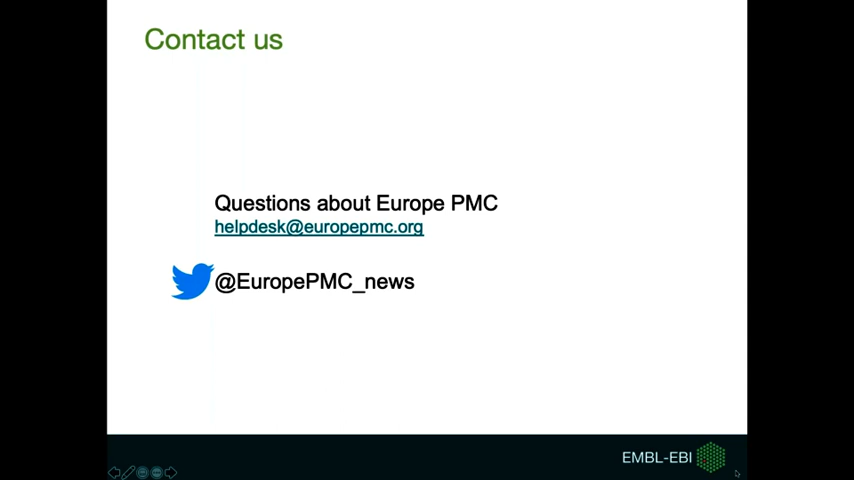 Contact us
Questions about Europe PMC
helpdesk@europepmc.org
@EuropePMC_news
EMBL-EBI